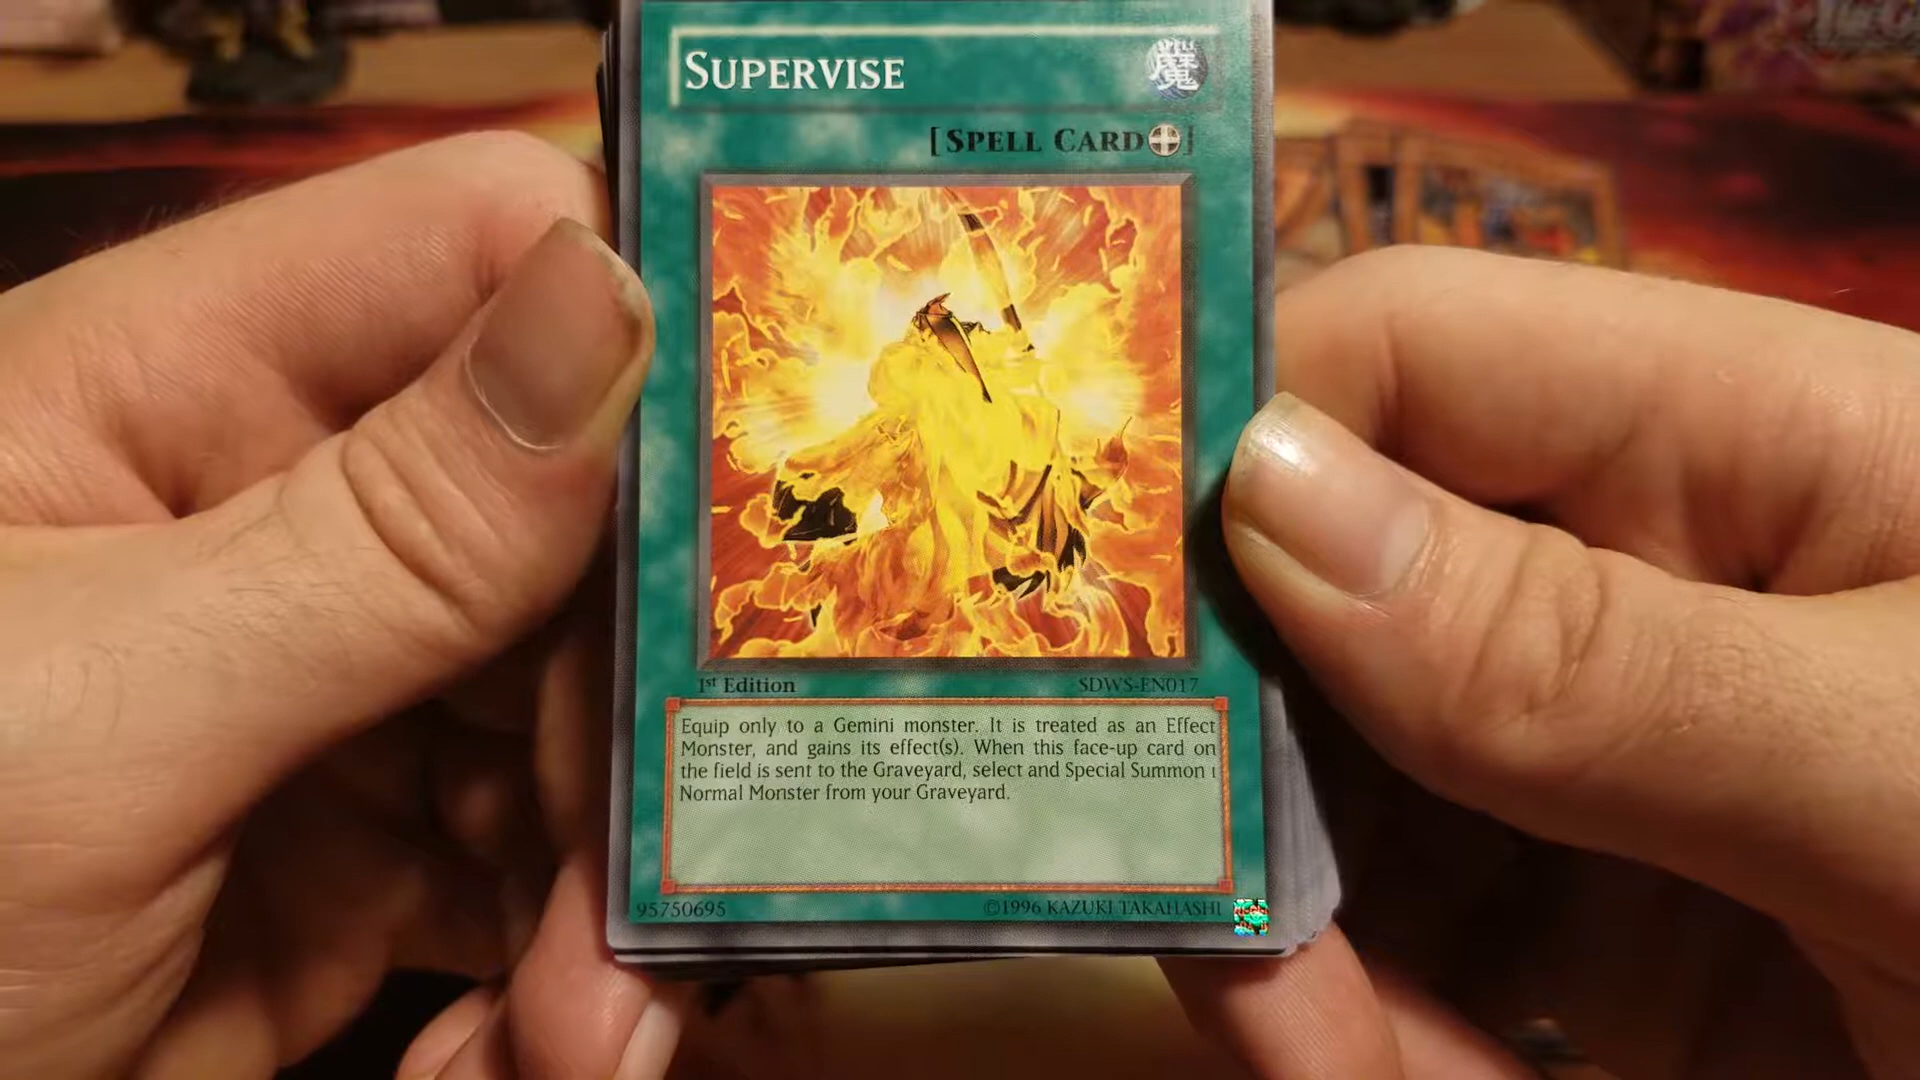 SUPERVISE
魔
[SPELL CARD]
1st Edition
SDWS-EN017
Equip only to a Gemini monster. It is treated as an Effect
Monster, and gains its effect(s). When this face-up card on
the field is sent to the Graveyard, select and Special Summon 1
Normal Monster from your Graveyard.
95750695
©1996 KAZUKI TAKAHASHI